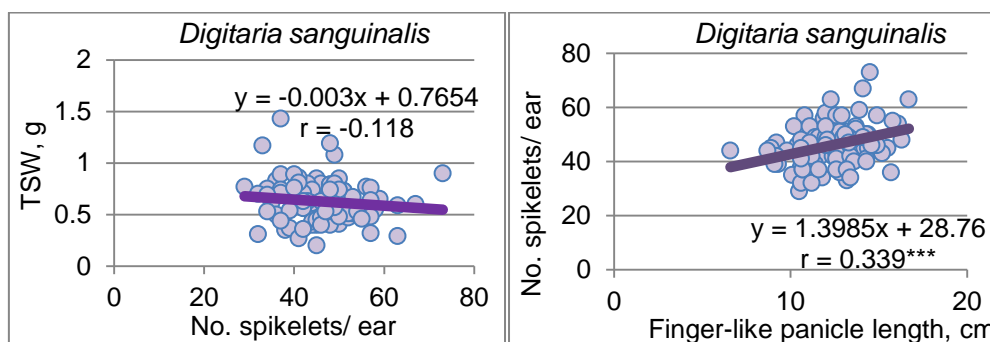 Digitaria sanguinalis
2
1.5
1
0.5
0
y = -0.003x + 0.7654
r = -0.118
TSW, g
0 20 40 60 80
No. spikelets/ ear
Digitaria sanguinalis
80
60
40
20
0
No. spikelets/ ear
y = 1.3985x + 28.76
r = 0.339***
0 10 20
Finger-like panicle length, cm